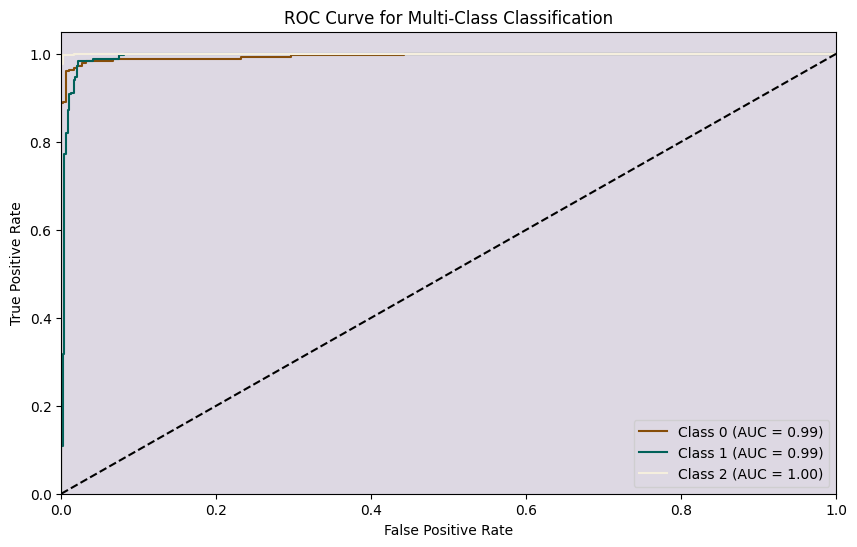 ROC Curve for Multi-Class Classification
True Positive Rate
1.0
0.8
0.6
0.4
0.2
0.0
0.0 0.2 0.4 0.6 0.8 1.0
False Positive Rate
Class 0 (AUC = 0.99)
Class 1 (AUC = 0.99)
Class 2 (AUC = 1.00)